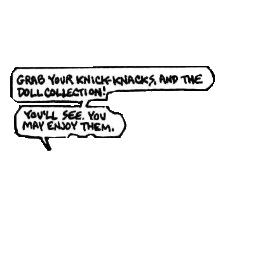 GRAB YOUR KNICK-KNACKS, AND THE
DOLL COLLECTION!
YOU'LL SEE. YOU
MAY ENJOY THEM.